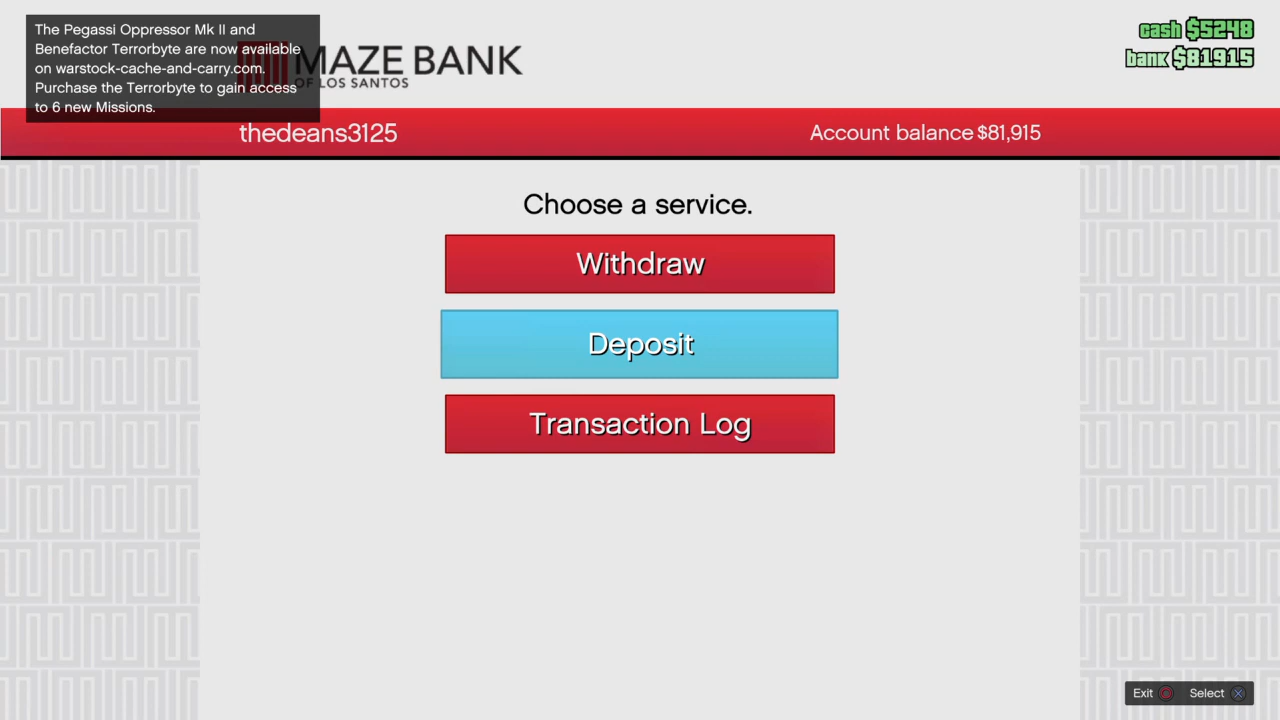 The Pegassi Oppressor Mk II and
Benefactor Terrorbyte are now available
on warstock-cache-and-carry.com.
Purchase the Terrorbyte to gain access
to 6 new Missions.
MAZE BANK
OF LOS SANTOS
cash $5248
bank $81915
thedeans3125
Account balance $81,915
Choose a service.
Withdraw
Deposit
Transaction Log
Exit Select